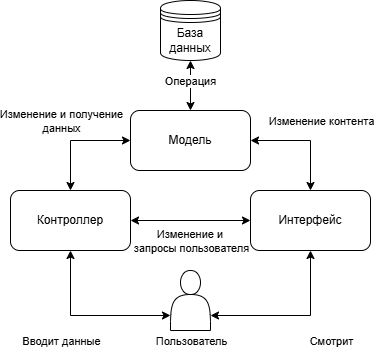 База
данных
Операция
Изменение и получение
данных
Модель
Изменение контента
Контроллер
Изменение и
запросы пользователя
Интерфейс
Вводит данные
Пользователь
Смотрит